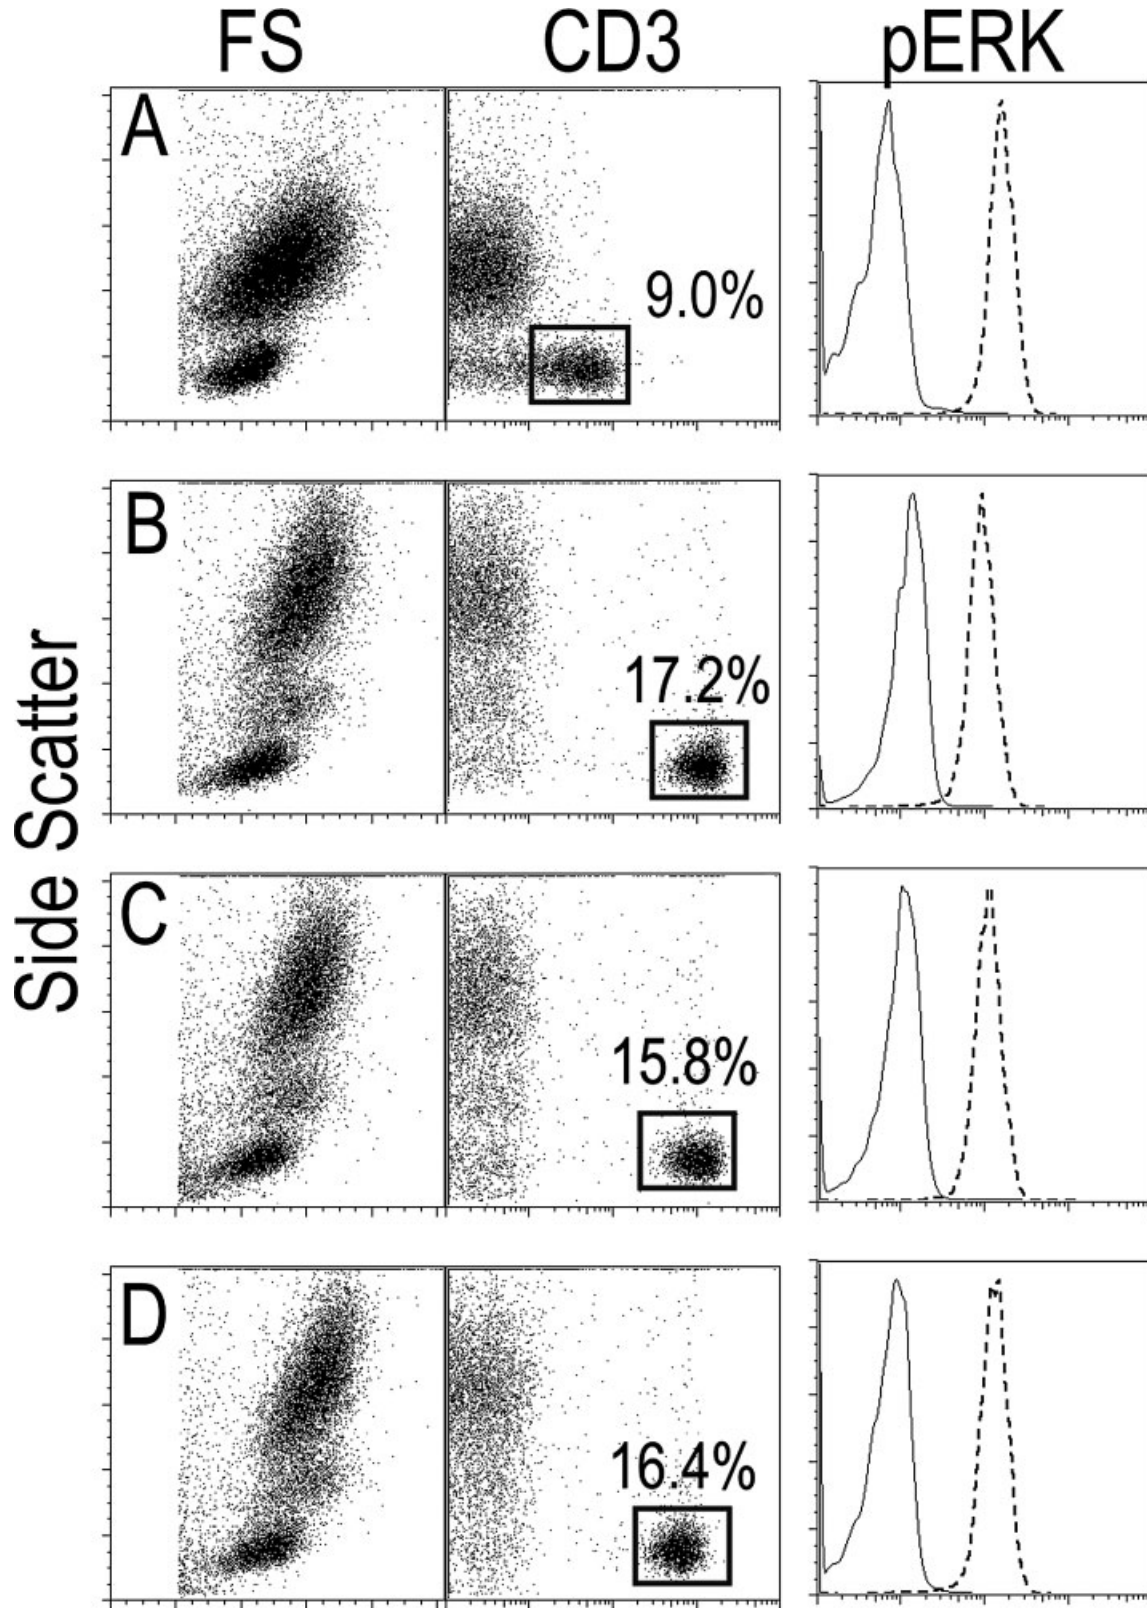 FS CD3 pERK
Side Scatter
A
9.0%
B
17.2%
C
15.8%
D
16.4%